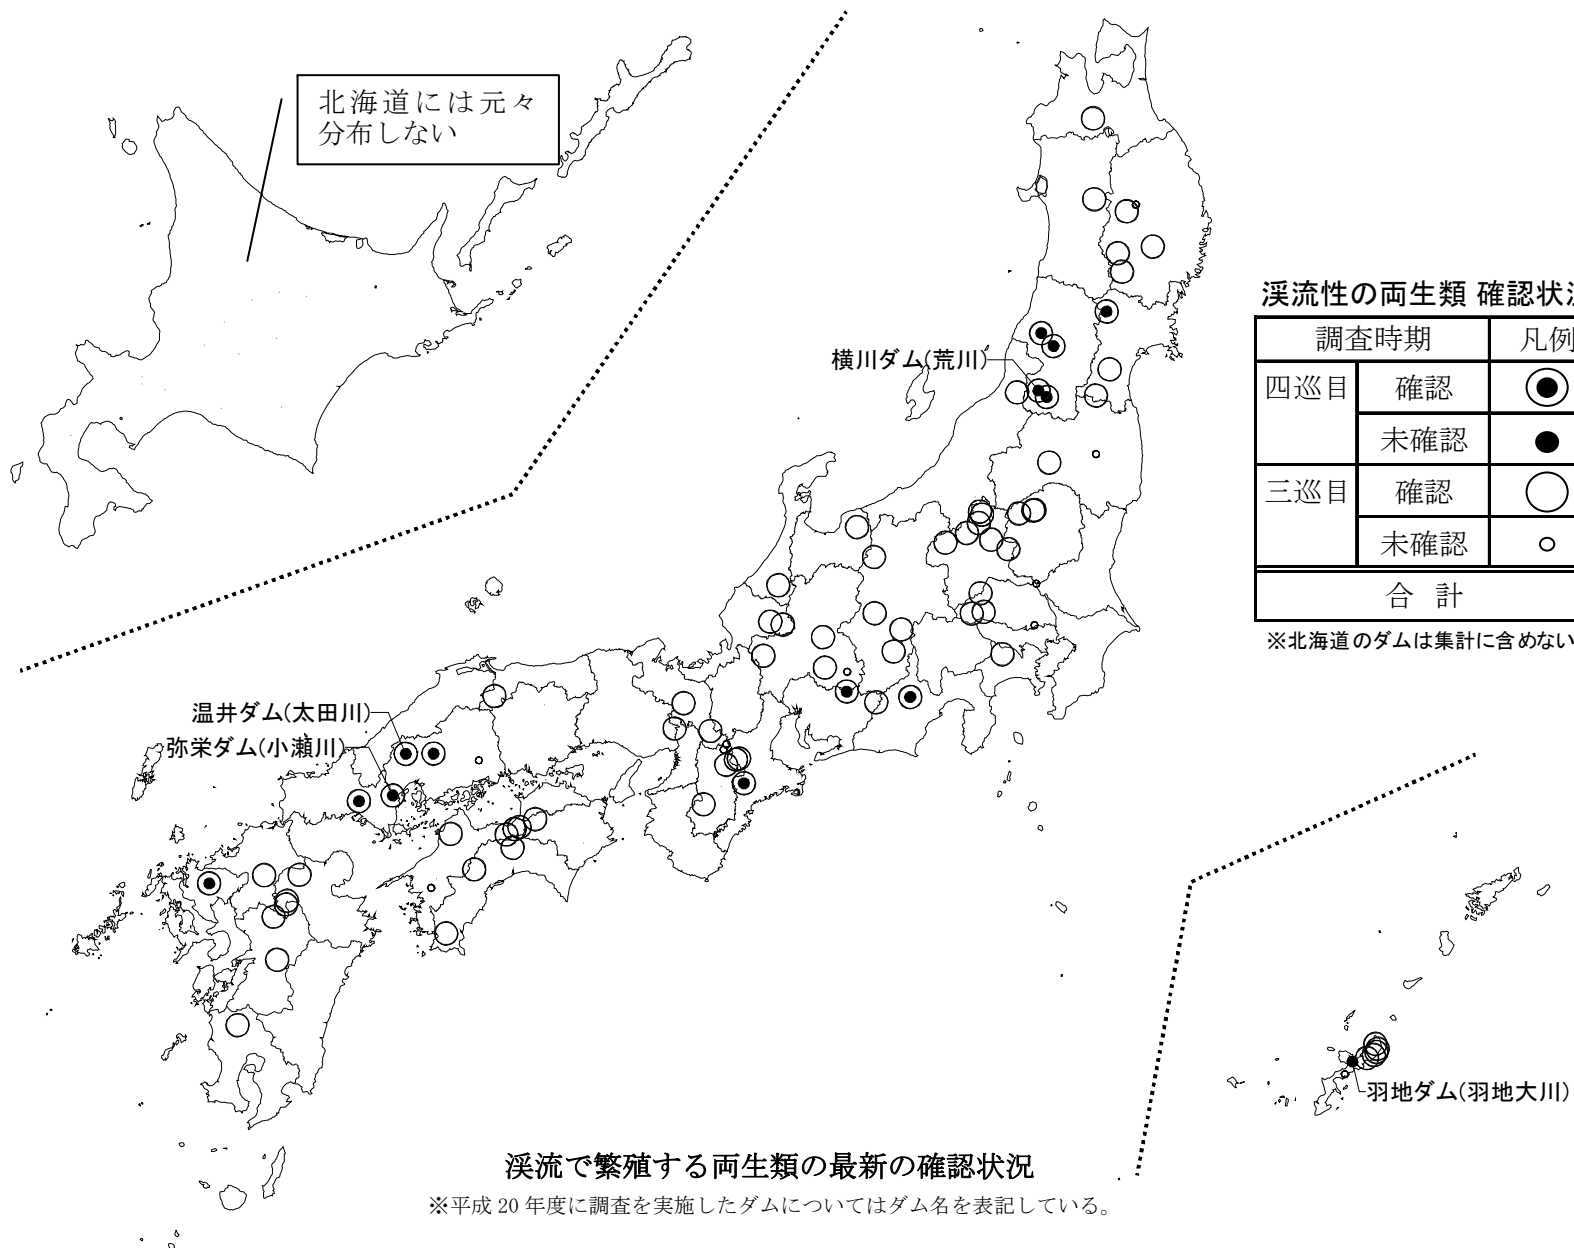 北海道には元々
分布しない
横川ダム(荒川)
渓流性の両生類 確認状
調査時期 凡例
四巡目 確認
未確認
三巡目 確認
未確認
合 計
※北海道のダムは集計に含めない
温井ダム(太田川)
弥栄ダム(小瀬川)
羽地ダム(羽地大川)
渓流で繁殖する両生類の最新の確認状況
※平成 20 年度に調査を実施したダムについてはダム名を表記している。